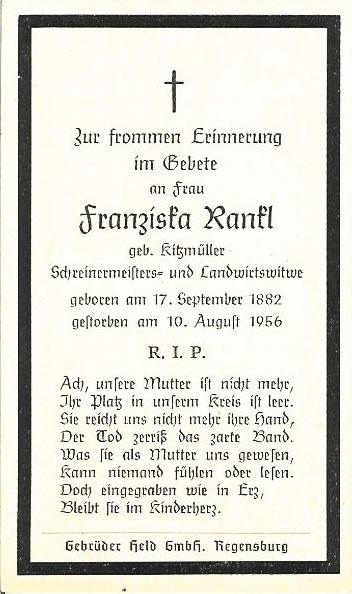 Zur frommen Erinnerung
im Gebete
an Frau
Franziska Rankl
geb. Kitzmüller
Schreinermeisters- und Landwirtswitwe
geboren am 17. September 1882
gestorben am 10. August 1956
R. I. P.
Ach, unsere Mutter ist nicht mehr,
Ihr Platz in unserm Kreis ist leer.
Sie reicht uns nicht mehr ihre Hand,
Der Tod zerriß das zarte Band.
Was sie als Mutter uns gewesen,
Kann niemand fühlen oder lesen.
Doch eingegraben wie in Erz,
Bleibt sie im Kinderherz.
Gebrüder Held GmbH. Regensburg